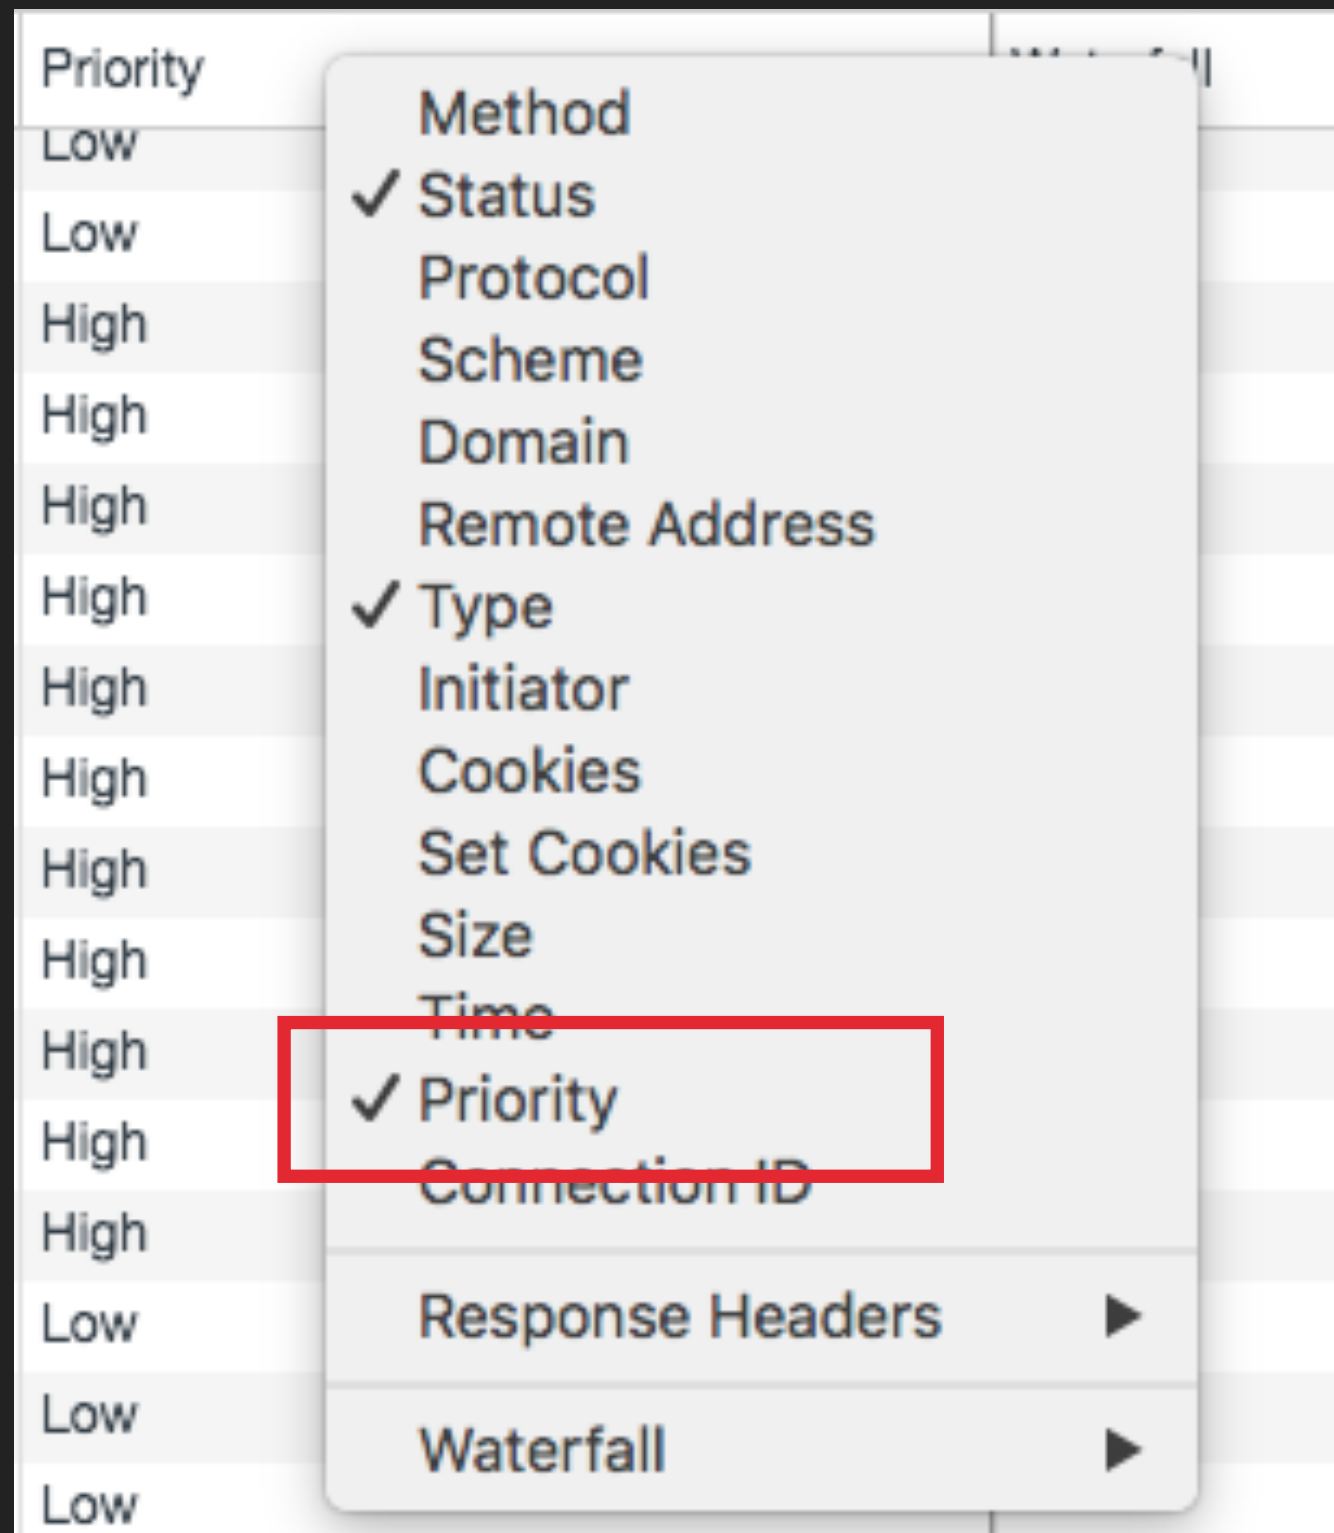 Priority
Low
Low
High
High
High
High
High
High
High
High
High
High
High
Low
Low
Low
Method
✓ Status
Protocol
Scheme
Domain
Remote Address
✓ Type
Initiator
Cookies
Set Cookies
Size
Time
✓ Priority
Connection ID
Response Headers ▶
Waterfall ▶
Waterfall